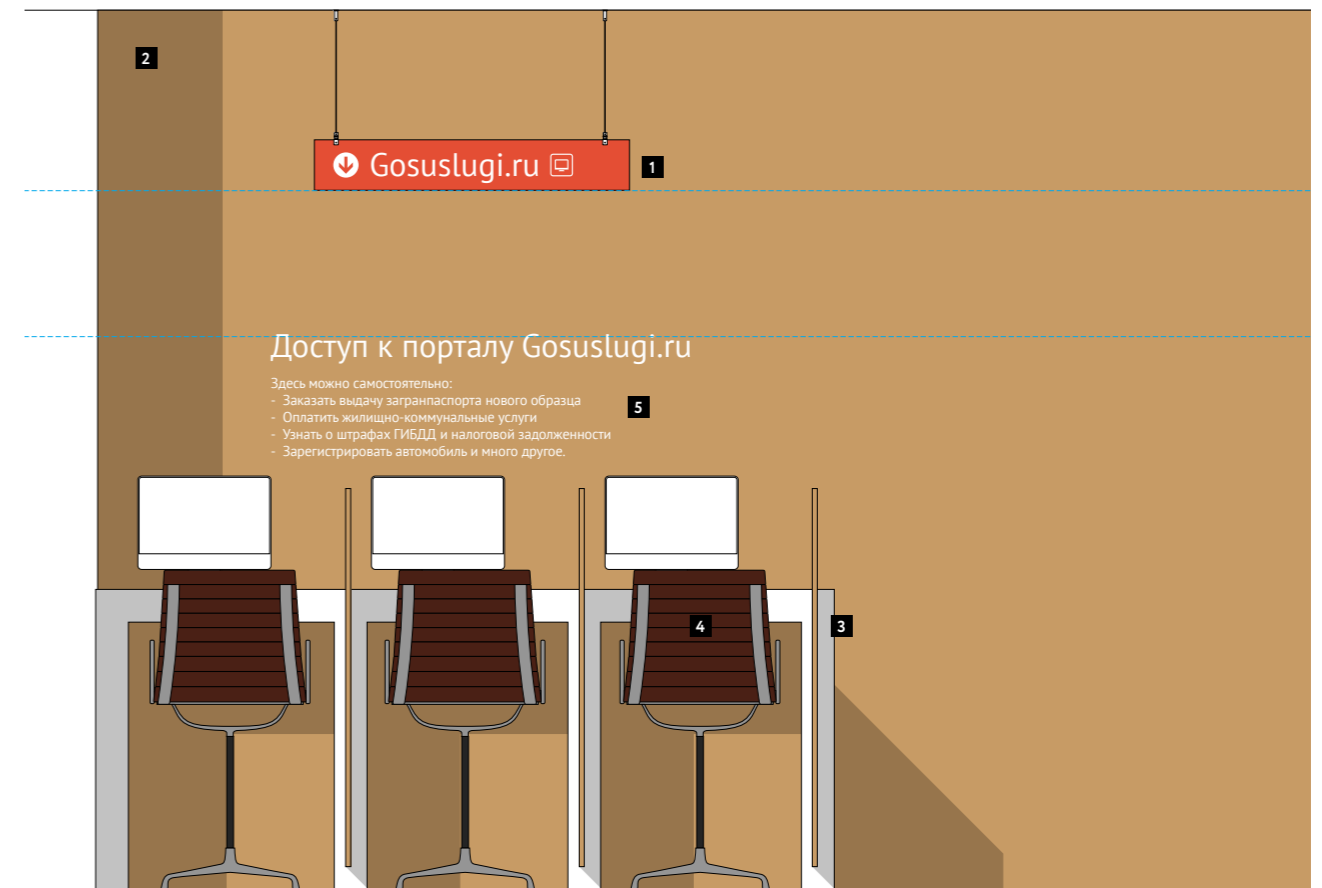 2
Gosuslugi.ru
1
Доступ к порталу Gosuslugi.ru
Здесь можно самостоятельно:
- Заказать выдачу загранпаспорта нового образца
- Оплатить жилищно-коммунальные услуги
- Узнать о штрафах ГИБДД и налоговой задолженности
- Зарегистрировать автомобиль и много другое.
5
4
3